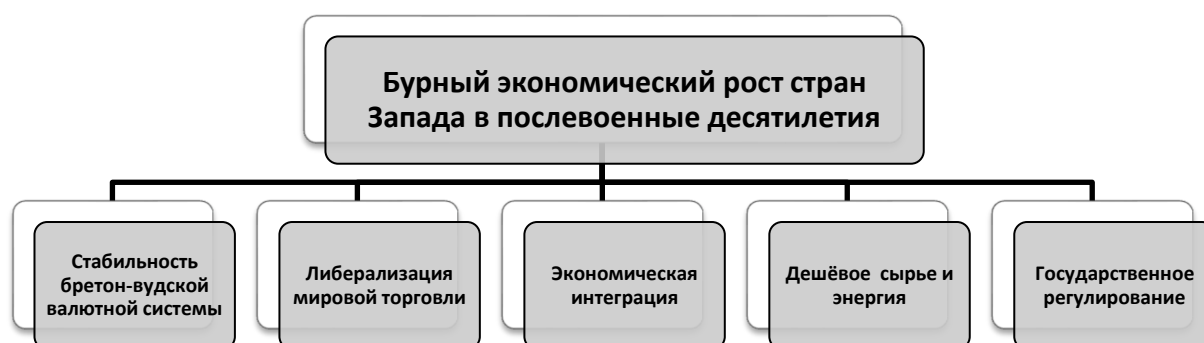 Бурный экономический рост стран
Запада в послевоенные десятилетия
Стабильность
бретон-вудской
валютной системы
Либерализация
мировой торговли
Экономическая
интеграция
Дешёвое сырье и
энергия
Государственное
регулирование